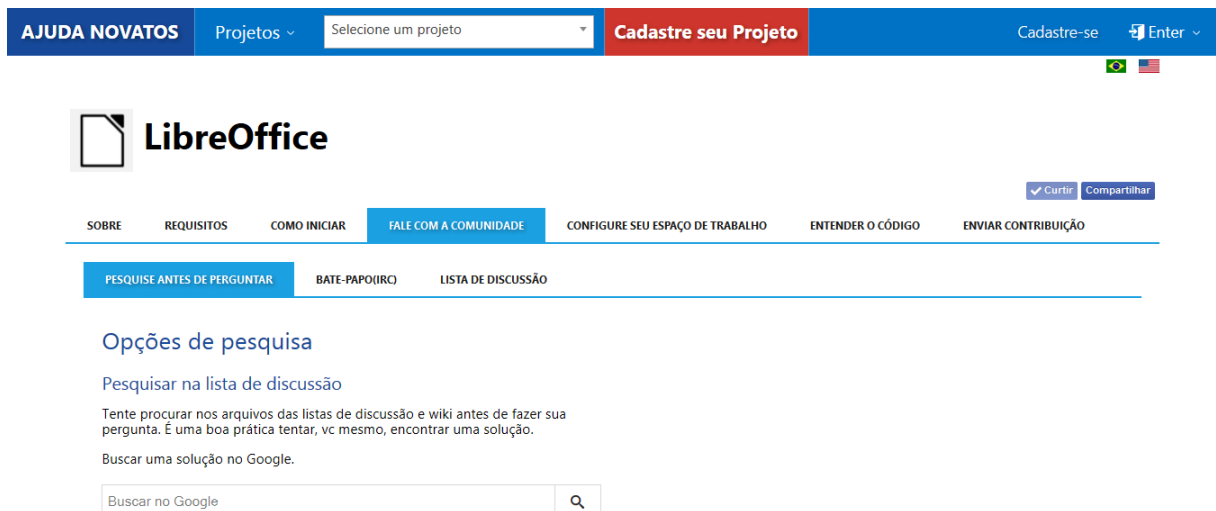 AJUDA NOVATOS Projetos Selecione um projeto Cadastre seu Projeto Cadastre-se Enter
LibreOffice
Curtir Compartilhar
SOBRE REQUISITOS COMO INICIAR FALE COM A COMUNIDADE CONFIGURE SEU ESPAÇO DE TRABALHO ENTENDER O CÓDIGO ENVIAR CONTRIBUIÇÃO
PESQUISE ANTES DE PERGUNTAR BATE-PAPO(IRC) LISTA DE DISCUSSÃO
Opções de pesquisa
Pesquisar na lista de discussão
Tente procurar nos arquivos das listas de discussão e wiki antes de fazer sua
pergunta. É uma boa prática tentar, vc mesmo, encontrar uma solução.
Buscar uma solução no Google.
Buscar no Google